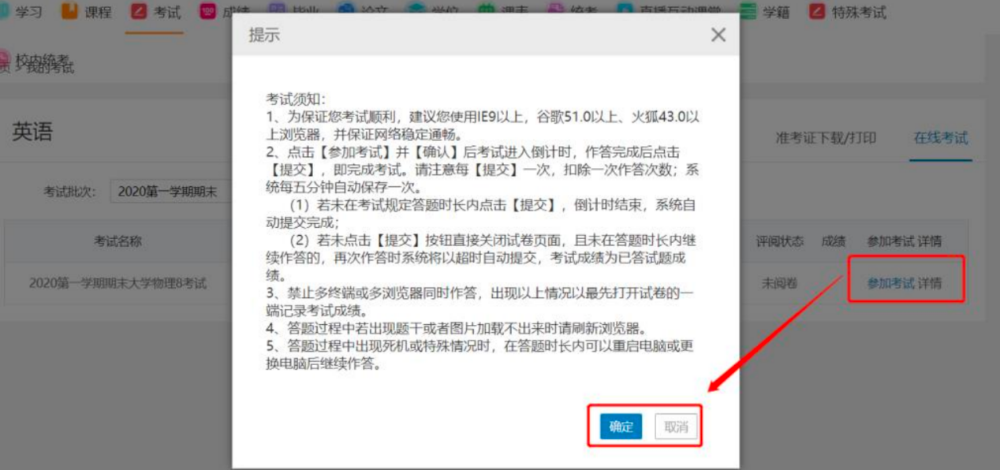 学习 课程 考试 成绩 毕业 论文 学位 课表 统考 直播互动课堂 学籍 特殊考试
提示
校内统考
页 > 我的考试
考试须知：
1、为保证您考试顺利，建议您使用IE9以上，谷歌51.0以上、火狐43.0以
上浏览器，并保证网络稳定通畅。
2、点击【参加考试】并【确认】后考试进入倒计时，作答完成后点击
【提交】，即完成考试。请注意每【提交】一次，扣除一次作答次数；系
统每五分钟自动保存一次。
（1）若未在考试规定答题时长内点击【提交】，倒计时结束，系统自
动提交完成；
（2）若未点击【提交】按钮直接关闭试卷页面，且未在答题时长内继
续作答的，再次作答时系统将以超时自动提交，考试成绩为已答试题成
绩。
3、禁止多终端或多浏览器同时作答，出现以上情况以最先打开试卷的一
端记录考试成绩。
4、答题过程中若出现题干或者图片加载不出来时请刷新浏览器。
5、答题过程中出现死机或特殊情况时，在答题时长内可以重启电脑或更
换电脑后继续作答。
确定 取消
英语
准考证下载/打印 在线考试
考试批次： 2020第一学期期末
考试名称 评阅状态 成绩 参加考试 详情
2020第一学期期末大学物理8考试 未阅卷 参加考试 详情